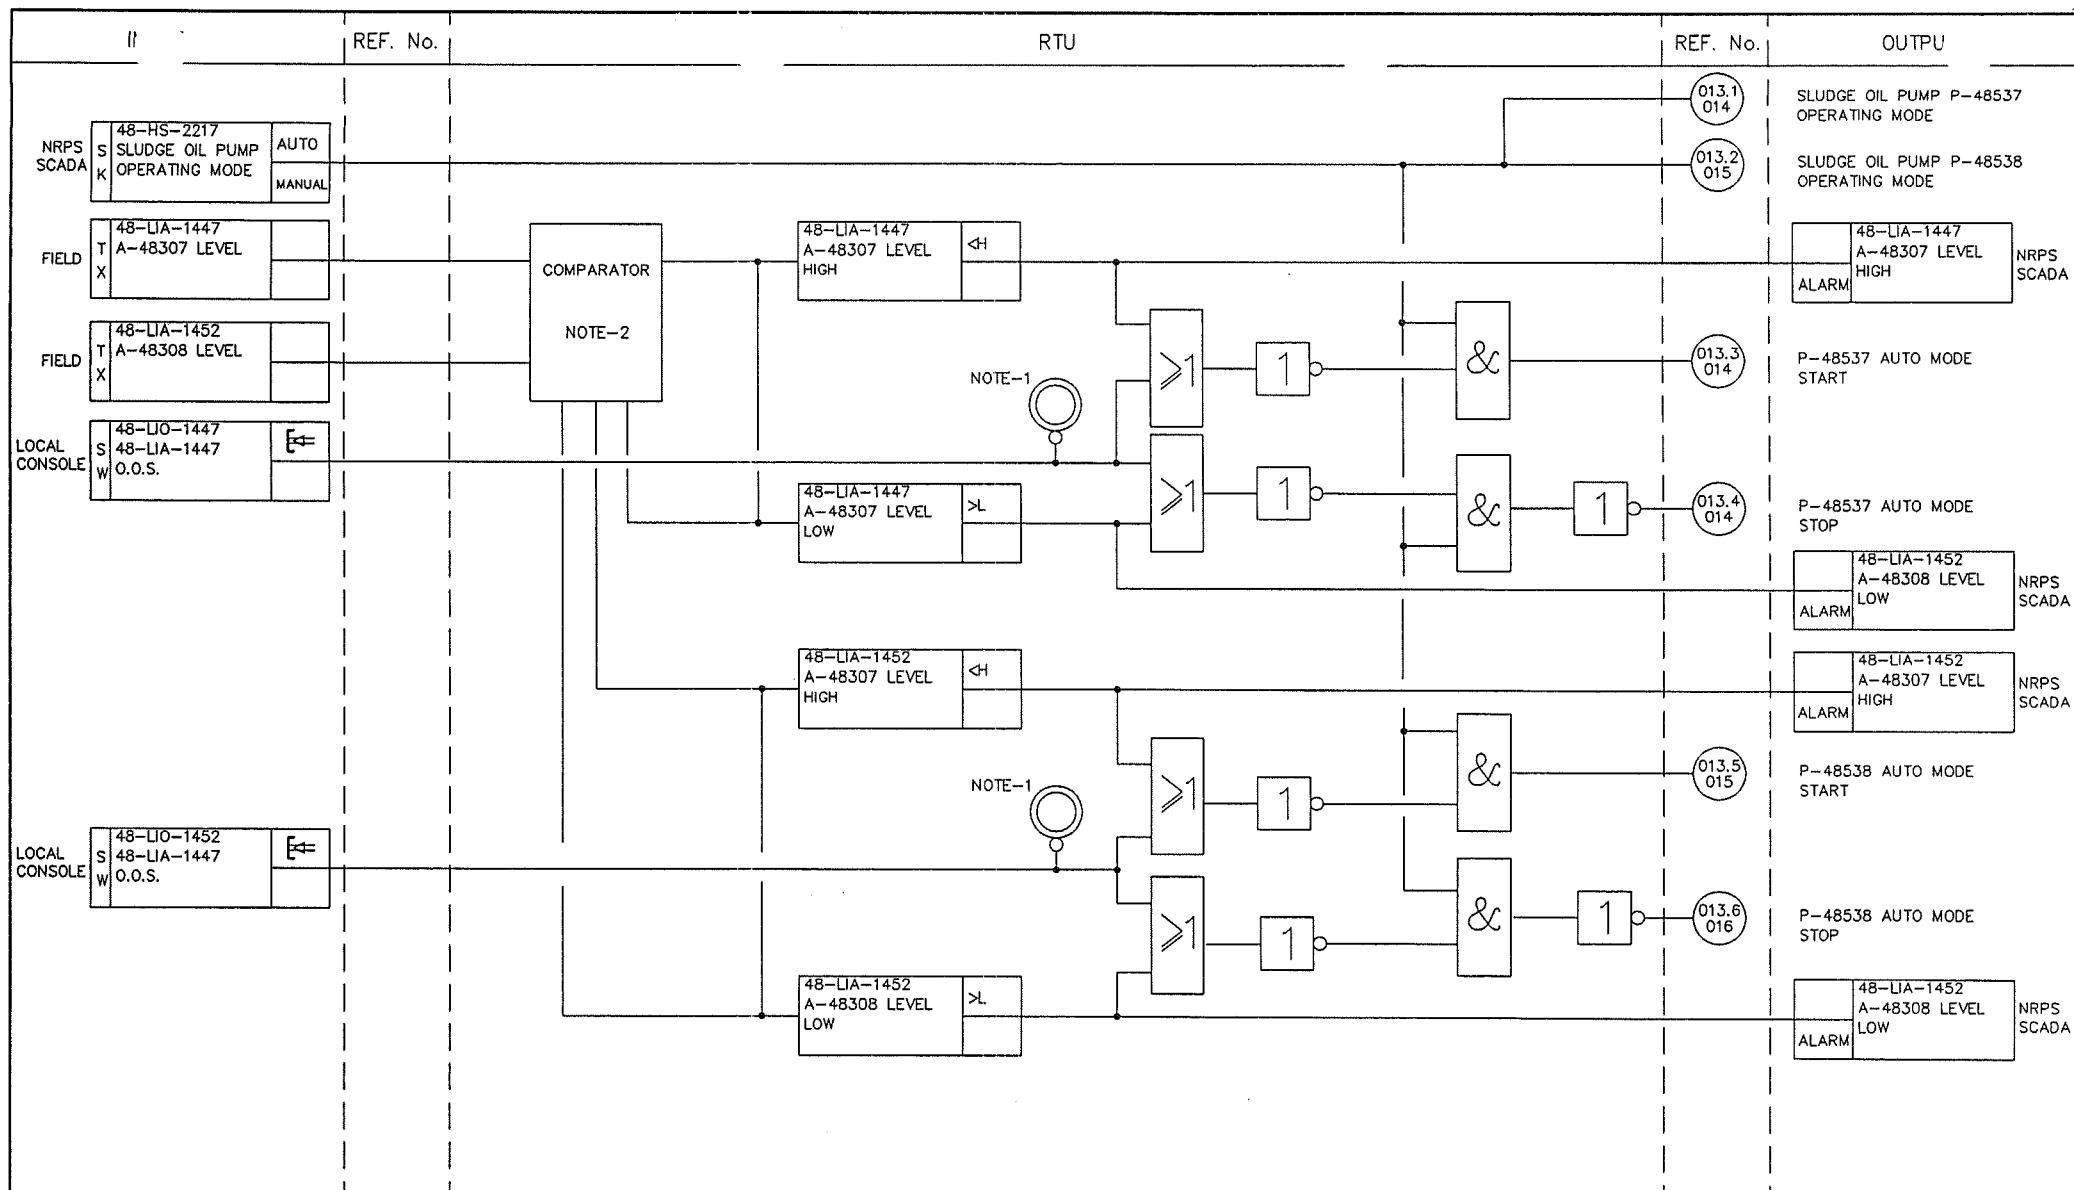 REF. No.
RTU
REF. No.
OUTPU
013.1
014
SLUDGE OIL PUMP P-48537
OPERATING MODE
NRPS
SCADA
S
K
48-HS-2217
SLUDGE OIL PUMP
OPERATING MODE
AUTO
MANUAL
013.2
015
SLUDGE OIL PUMP P-48538
OPERATING MODE
FIELD
T
X
48-LIA-1447
A-48307 LEVEL
COMPARATOR
NOTE-2
48-LIA-1447
A-48307 LEVEL
HIGH
<H
ALARM
48-LIA-1447
A-48307 LEVEL
HIGH
NRPS
SCADA
FIELD
T
X
48-LIA-1452
A-48308 LEVEL
NOTE-1
≥1
1
&
013.3
014
P-48537 AUTO MODE
START
LOCAL
CONSOLE
S
W
48-LIO-1447
48-LIA-1447
O.O.S.
48-LIA-1447
A-48307 LEVEL
LOW
>L
≥1
1
&
1
013.4
014
P-48537 AUTO MODE
STOP
ALARM
48-LIA-1452
A-48308 LEVEL
LOW
NRPS
SCADA
48-LIA-1452
A-48307 LEVEL
HIGH
<H
ALARM
48-LIA-1452
A-48307 LEVEL
HIGH
NRPS
SCADA
NOTE-1
≥1
1
&
013.5
015
P-48538 AUTO MODE
START
LOCAL
CONSOLE
S
W
48-LIO-1452
48-LIA-1447
O.O.S.
≥1
1
&
1
013.6
016
P-48538 AUTO MODE
STOP
48-LIA-1452
A-48308 LEVEL
LOW
>L
ALARM
48-LIA-1452
A-48308 LEVEL
LOW
NRPS
SCADA